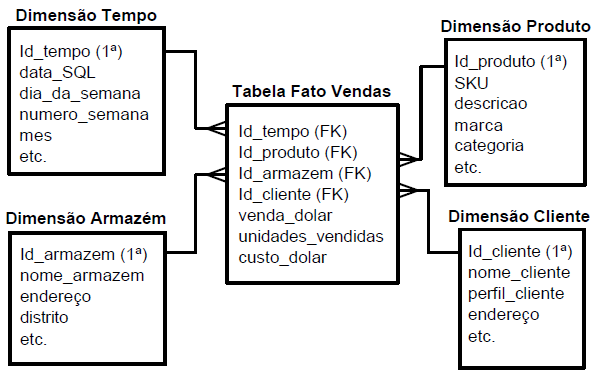 Dimensão Tempo
Id_tempo (1ª)
data_SQL
dia_da_semana
numero_semana
mes
etc.
Dimensão Produto
Id_produto (1ª)
SKU
descricao
marca
categoria
etc.
Tabela Fato Vendas
Id_tempo (FK)
Id_produto (FK)
Id_armazem (FK)
Id_cliente (FK)
venda_dolar
unidades_vendidas
custo_dolar
Dimensão Armazém
Id_armazem (1ª)
nome_armazem
endereço
distrito
etc.
Dimensão Cliente
Id_cliente (1ª)
nome_cliente
perfil_cliente
endereço
etc.